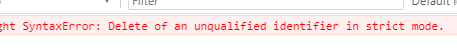 Filter
Default l
ght SyntaxError: Delete of an unqualified identifier in strict mode.